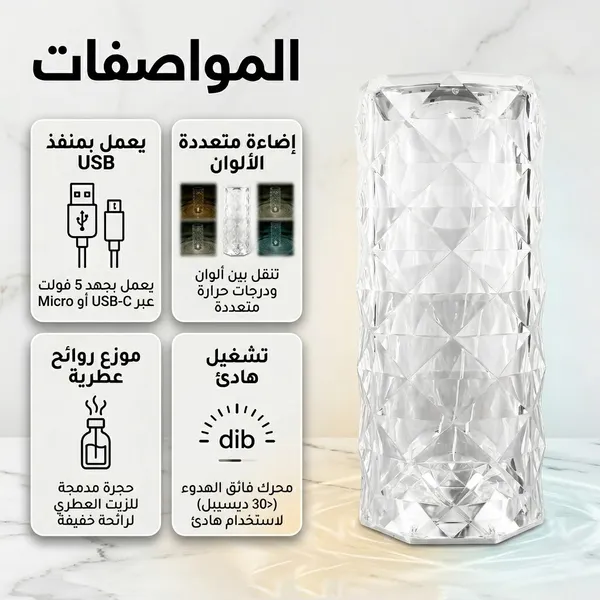 المواصفات
إضاءة متعددة
الألوان
تنقل بين ألوان
ودرجات حرارة
متعددة
يعمل بمنفذ
USB
يعمل بجهد 5 فولت
عبر USB-C أو Micro
تشغيل
هادئ
dib
محرك فائق الهدوء
(<30 ديسيبل)
لاستخدام هادئ
موزع روائح
عطرية
حجرة مدمجة
للزيت العطري
لرائحة خفيفة